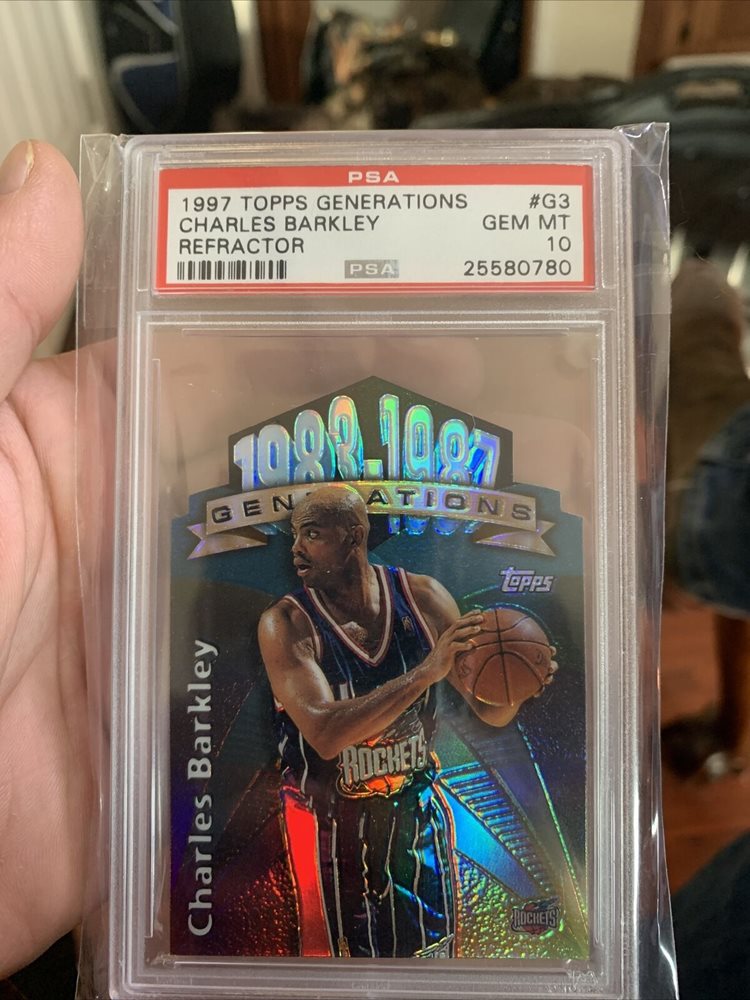 PSA
1997 TOPPS GENERATIONS #G3
CHARLES BARKLEY GEM MT
REFRACTOR 10
PSA 25580780
1983-1987
GENERATIONS
topps
Charles Barkley
ROCKETS
ROCKETS